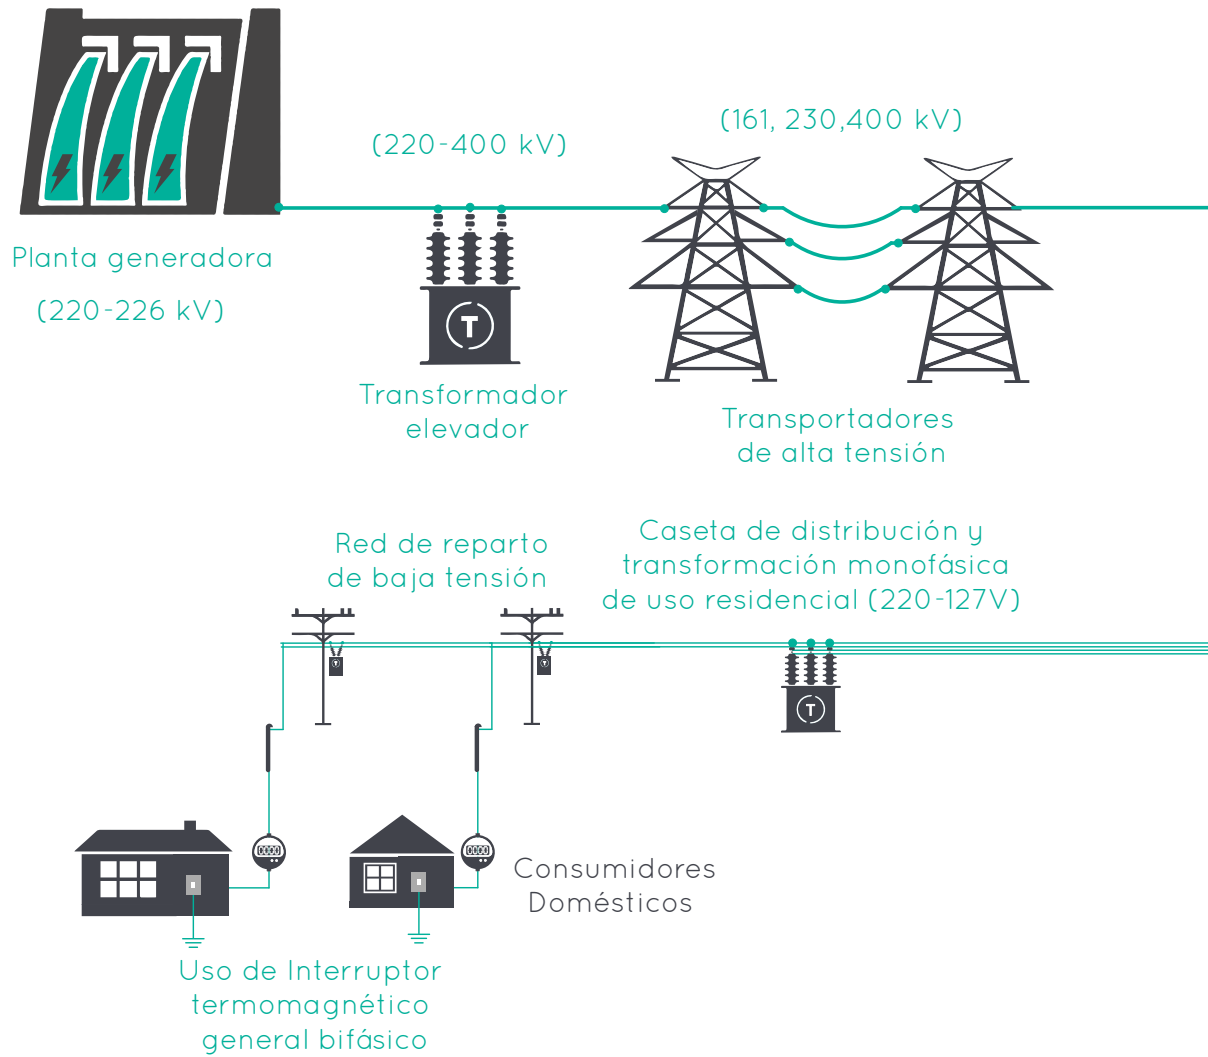 (161, 230,400 kV)
(220-400 kV)
Planta generadora
(220-226 kV)
T
Transformador
elevador
Transportadores
de alta tensión
Red de reparto
de baja tensión
Caseta de distribución y
transformación monofásica
de uso residencial (220-127V)
T
T
T
0000
0000
Consumidores
Domésticos
Uso de Interruptor
termomagnético
general bifásico